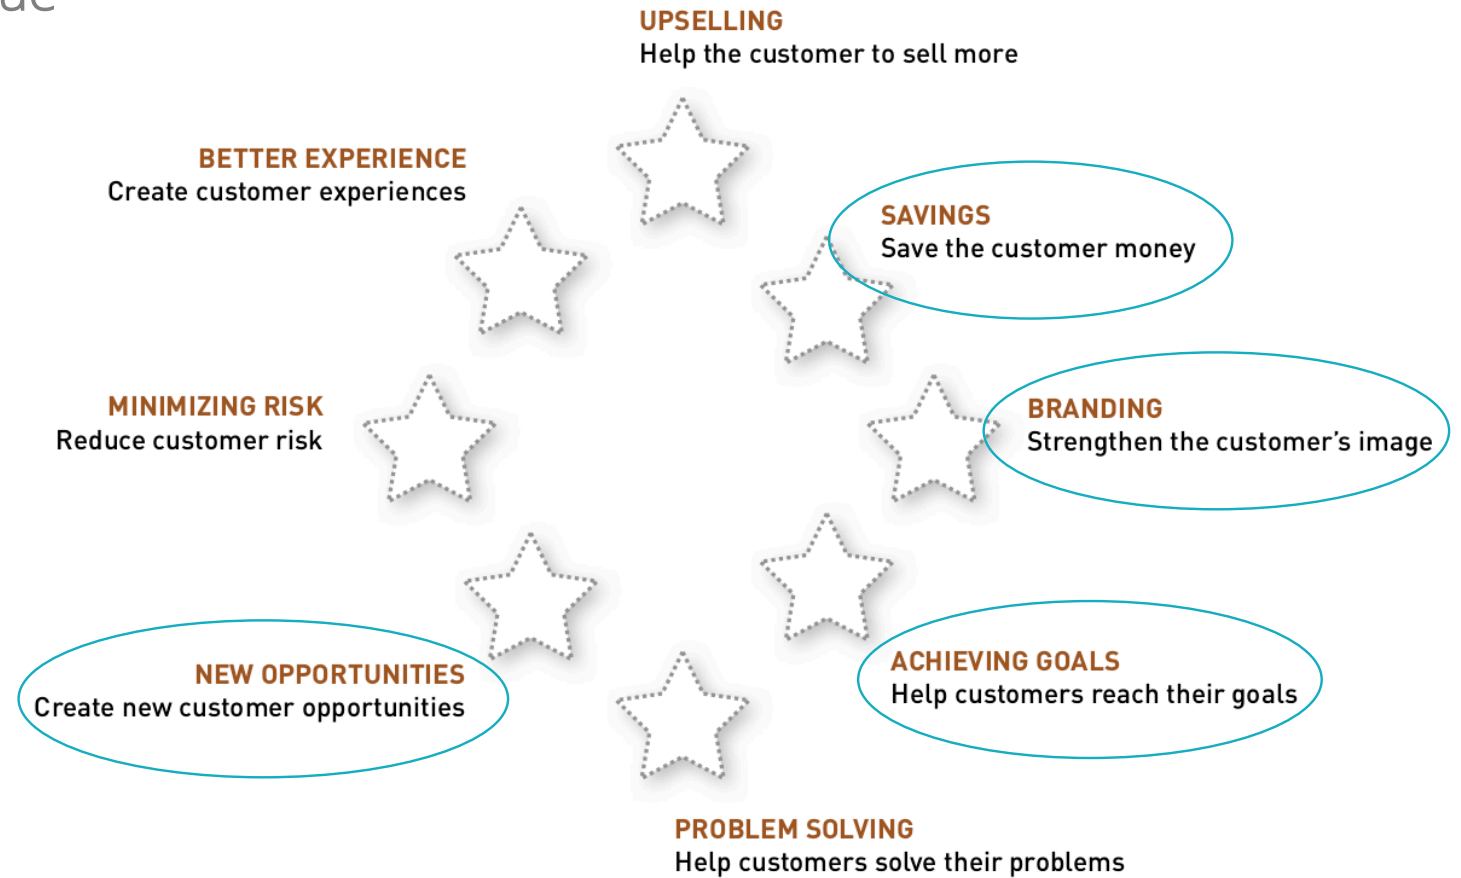 UPSELLING
Help the customer to sell more
BETTER EXPERIENCE
Create customer experiences
SAVINGS
Save the customer money
MINIMIZING RISK
Reduce customer risk
BRANDING
Strengthen the customer’s image
NEW OPPORTUNITIES
Create new customer opportunities
ACHIEVING GOALS
Help customers reach their goals
PROBLEM SOLVING
Help customers solve their problems